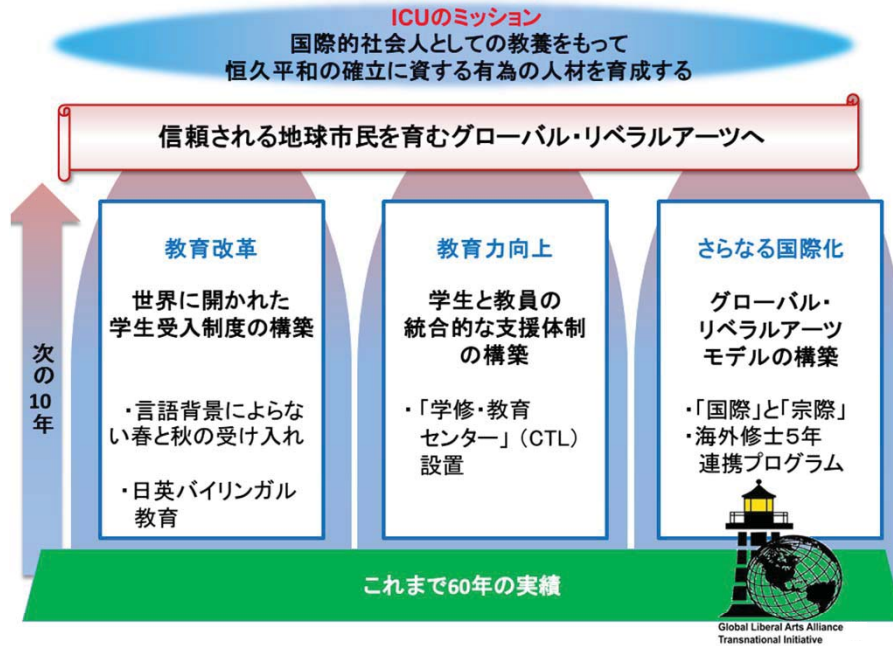 ICUのミッション
国際的社会人としての教養をもって
恒久平和の確立に資する有為の人材を育成する
信頼される地球市民を育むグローバル・リベラルアーツへ
次の10年
教育改革
世界に開かれた
学生受入制度の構築
・言語背景によらな
い春と秋の受け入れ
・日英バイリンガル
教育
教育力向上
学生と教員の
統合的な支援体制
の構築
・「学修・教育
センター」（CTL）
設置
さらなる国際化
グローバル・
リベラルアーツ
モデルの構築
・「国際」と「宗際」
・海外修士５年
連携プログラム
これまで60年の実績
Global Liberal Arts Alliance
Transnational Initiative